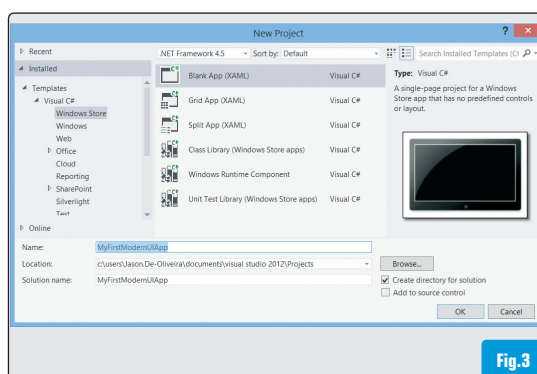 New Project
?
Recent
.NET Framework 4.5
Sort by: Default
Search Installed Templates (Ct
Installed
Templates
Visual C#
Windows Store
Windows
Web
Office
Cloud
Reporting
SharePoint
Silverlight
Test
Online
Blank App (XAML) Visual C#
Grid App (XAML) Visual C#
Split App (XAML) Visual C#
Class Library (Windows Store apps) Visual C#
Windows Runtime Component Visual C#
Unit Test Library (Windows Store apps) Visual C#
Type: Visual C#
A single-page project for a Windows
Store app that has no predefined controls
or layout.
Name: MyFirstModernUIApp
Location: c:\users\Jason.De-Oliveira\documents\visual studio 2012\Projects
Browse...
Solution name: MyFirstModernUIApp
Create directory for solution
Add to source control
OK
Cancel
Fig.3